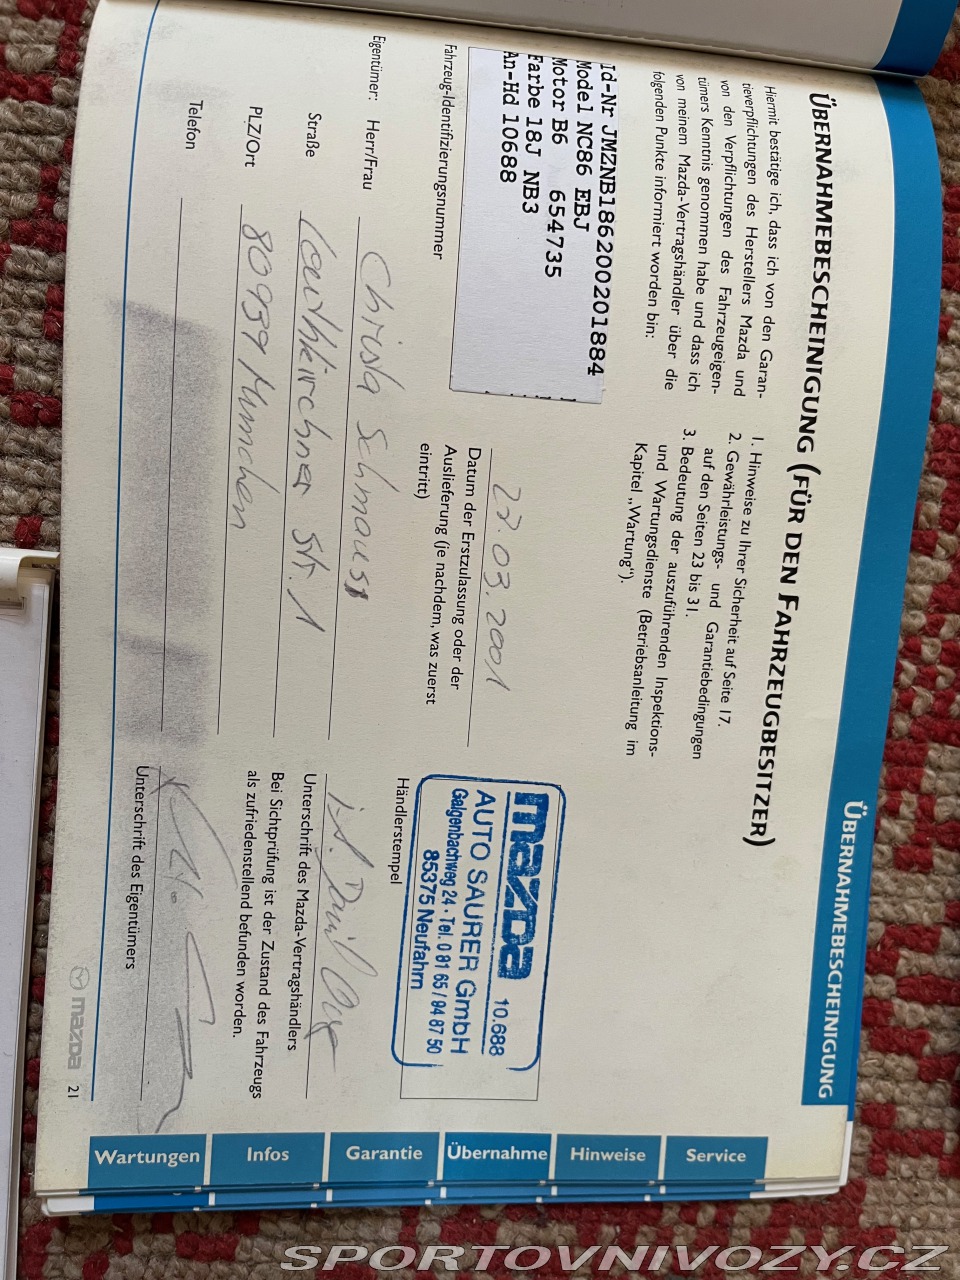 ÜBERNAHMEBESCHEINIGUNG
ÜBERNAHMEBESCHEINIGUNG (FÜR DEN FAHRZEUGBESITZER)
Hiermit bestätige ich, dass ich von den Garan-
tieverpflichtungen des Herstellers Mazda und
von den Verpflichtungen des Fahrzeugeigen-
tümers Kenntnis genommen habe und dass ich
von meinem Mazda-Vertragshändler über die
folgenden Punkte informiert worden bin:
1. Hinweise zu Ihrer Sicherheit auf Seite 17.
2. Gewährleistungs- und Garantiebedingungen
auf den Seiten 23 bis 31.
3. Bedeutung der auszuführenden Inspektions-
und Wartungsdienste (Betriebsanleitung im
Kapitel „Wartung“).
Id-Nr JMZNB186200201884
Model NC86 EBJ
Motor B6 654735
Farbe 18J NB3
An-Hd 10688
Fahrzeug-Identifizierungsnummer
22.03.2001
Datum der Erstzulassung oder der
Auslieferung (je nachdem, was zuerst
eintritt)
mazda 10.688
AUTO SAURER GmbH
Galgenbachweg 24 · Tel. 0 81 65 / 94 87 50
85375 Neufahrn
Händlerstempel
Eigentümer: Herr/Frau Christa Schmauss
Straße Leuthkirchner Str. 1
PLZ/Ort 80939 München
Telefon
Unterschrift des Mazda-Vertragshändlers
Bei Sichtprüfung ist der Zustand des Fahrzeugs
als zufriedenstellend befunden worden.
Unterschrift des Eigentümers
mazda 21
Wartungen
Infos
Garantie
Übernahme
Hinweise
Service
SPORTOVNIVOZY.CZ